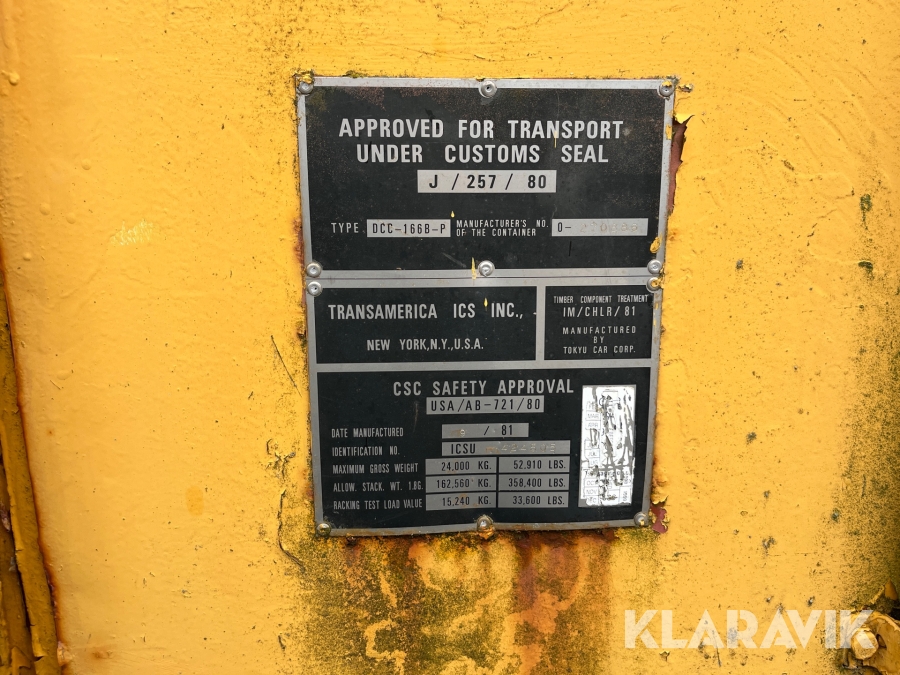 APPROVED FOR TRANSPORT
UNDER CUSTOMS SEAL
J / 257 / 80
TYPE. DCC-166B-P MANUFACTURER'S NO. OF THE CONTAINER 0-
TRANSAMERICA ICS INC.,
NEW YORK,N.Y.,U.S.A.
TIMBER COMPONENT TREATMENT
IM/CHLR/81
MANUFACTURED
BY
TOKYU CAR CORP.
CSC SAFETY APPROVAL
USA/AB-721/80
DATE MANUFACTURED / 81
IDENTIFICATION NO. ICSU
MAXIMUM GROSS WEIGHT 24,000 KG. 52,910 LBS.
ALLOW. STACK. WT. 1.8G. 162,560 KG. 358,400 LBS.
RACKING TEST LOAD VALUE 15,240 KG. 33,600 LBS.
KLARAVIK